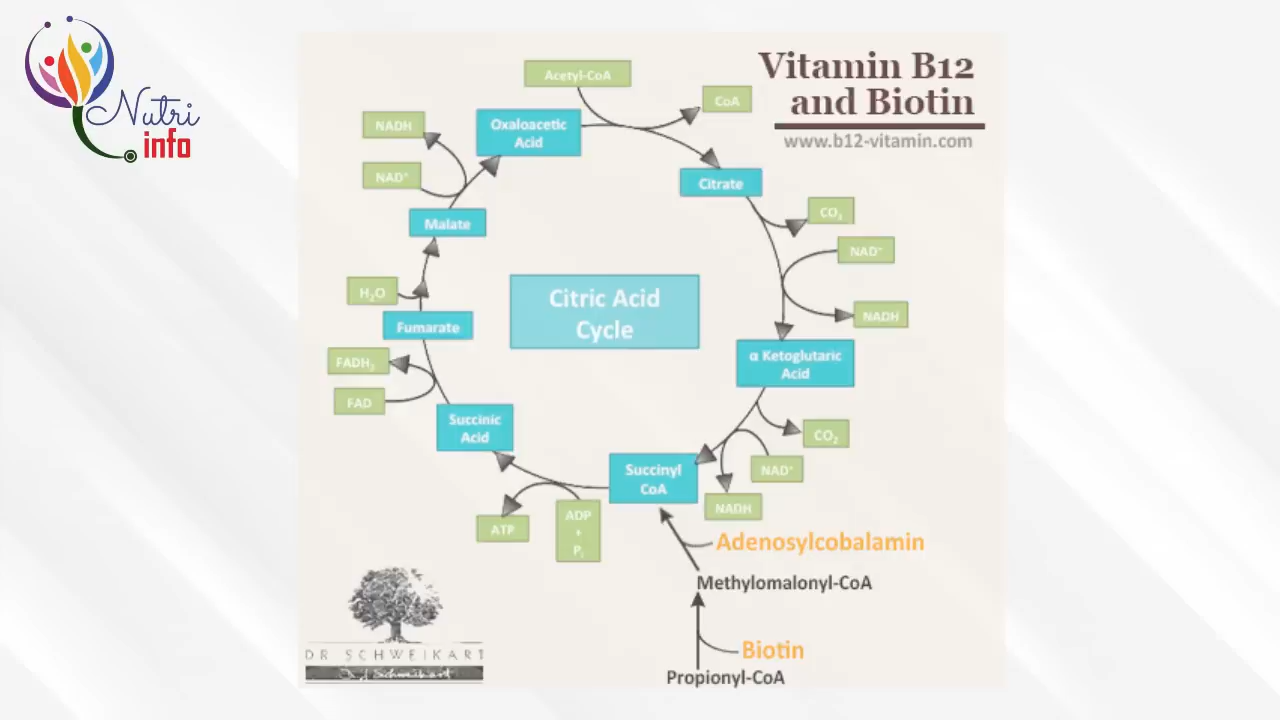 Nutri
info
Vitamin B12
and Biotin
www.b12-vitamin.com
Acetyl-CoA
CoA
NADH
Oxaloacetic
Acid
NAD⁺
Citrate
Malate
CO₂
NAD⁺
H₂O
Citric Acid
Cycle
NADH
Fumarate
FADH₂
α Ketoglutaric
Acid
FAD
Succinic
Acid
CO₂
Succinyl
CoA
NAD⁺
NADH
ATP
ADP
+
Pᵢ
Adenosylcobalamin
Methylomalonyl-CoA
Biotin
Propionyl-CoA
DR SCHWEIKART